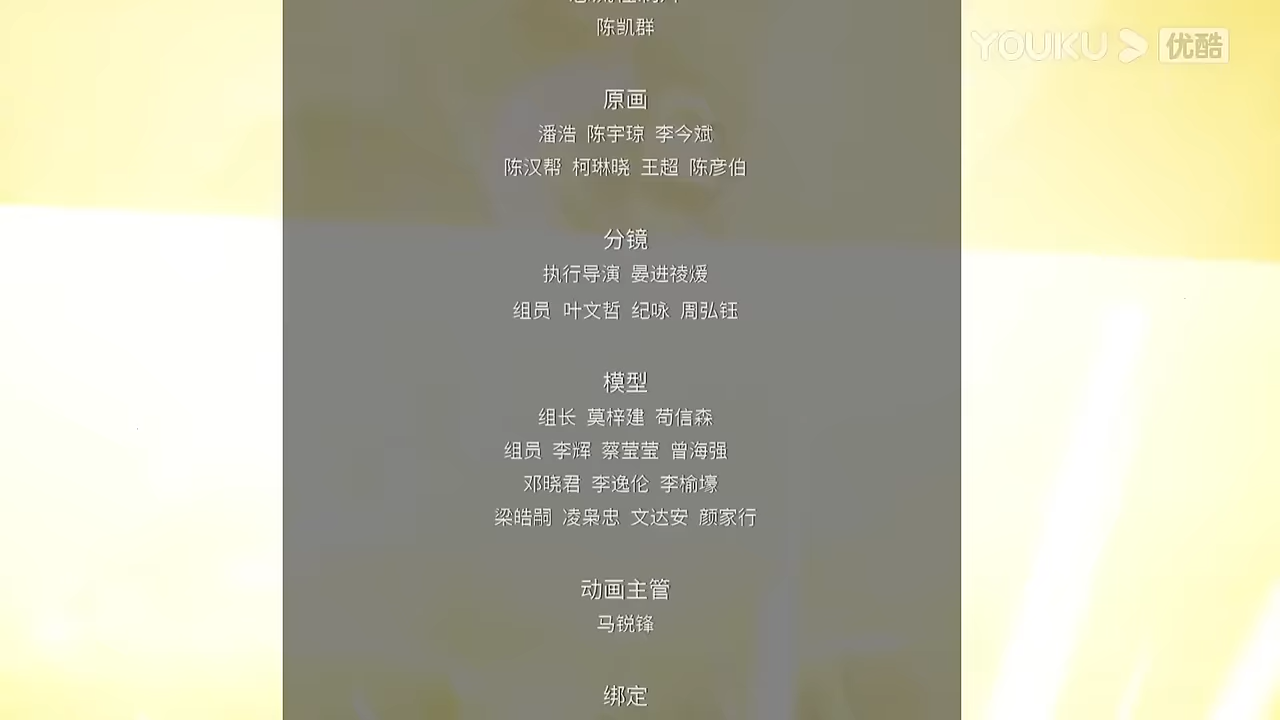 陈凯群
YOUKU 优酷
原画
潘浩 陈宇琼 李今斌
陈汉帮 柯琳晓 王超 陈彦伯
分镜
执行导演 晏进祾煖
组员 叶文哲 纪咏 周弘钰
模型
组长 莫梓建 苟信森
组员 李辉 蔡莹莹 曾海强
邓晓君 李逸伦 李榆壕
梁皓嗣 凌枭忠 文达安 颜家行
动画主管
马锐锋
绑定